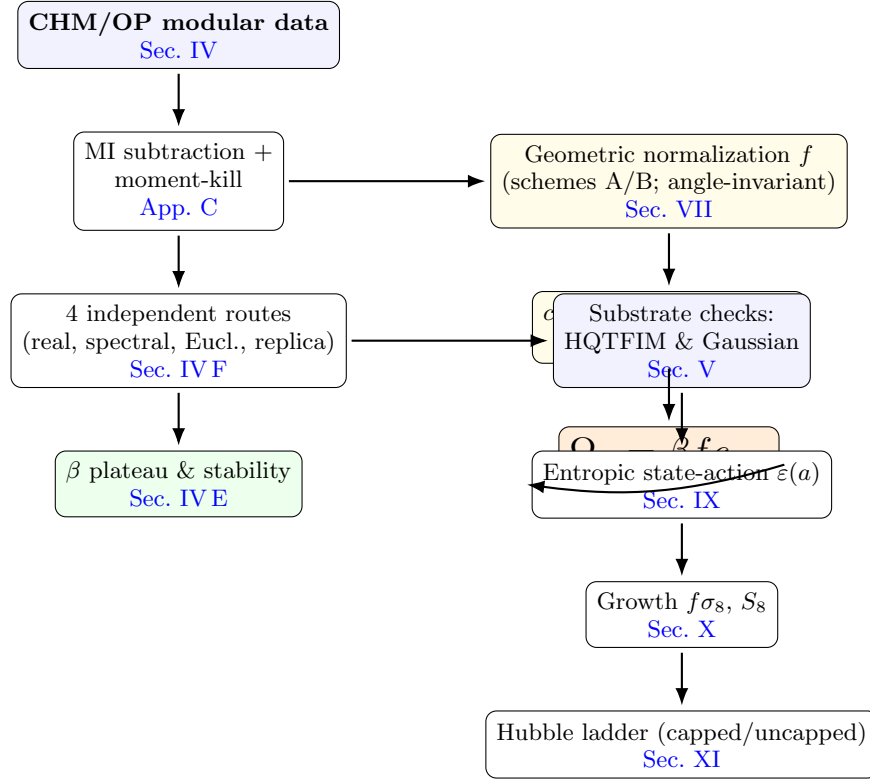 CHM/OP modular data
Sec. IV
MI subtraction +
moment-kill
App. C
Geometric normalization f
(schemes A/B; angle-invariant)
Sec. VII
4 independent routes
(real, spectral, Eucl., replica)
Sec. IV F
Substrate checks:
HQTFIM & Gaussian
Sec. V
β plateau & stability
Sec. IV E
Entropic state-action ε(a)
Sec. IX
Growth fσ₈, S₈
Sec. X
Hubble ladder (capped/uncapped)
Sec. XI